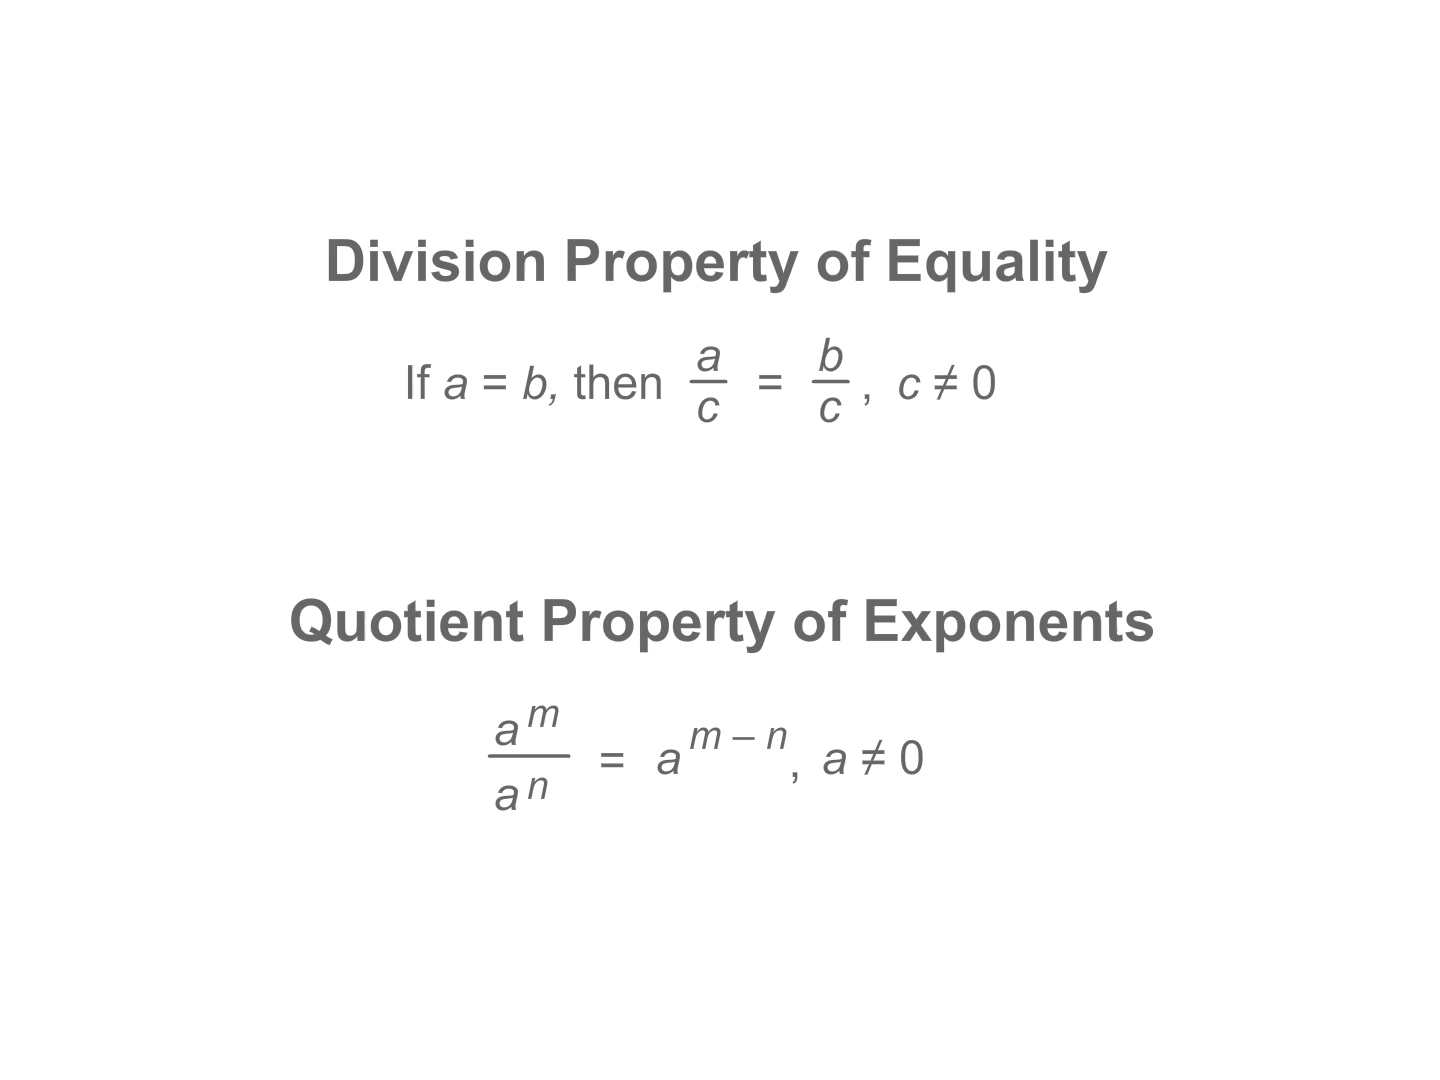 Division Property of Equality
If a = b, then a/c = b/c, c ≠ 0
Quotient Property of Exponents
a^m/a^n = a^(m – n), a ≠ 0